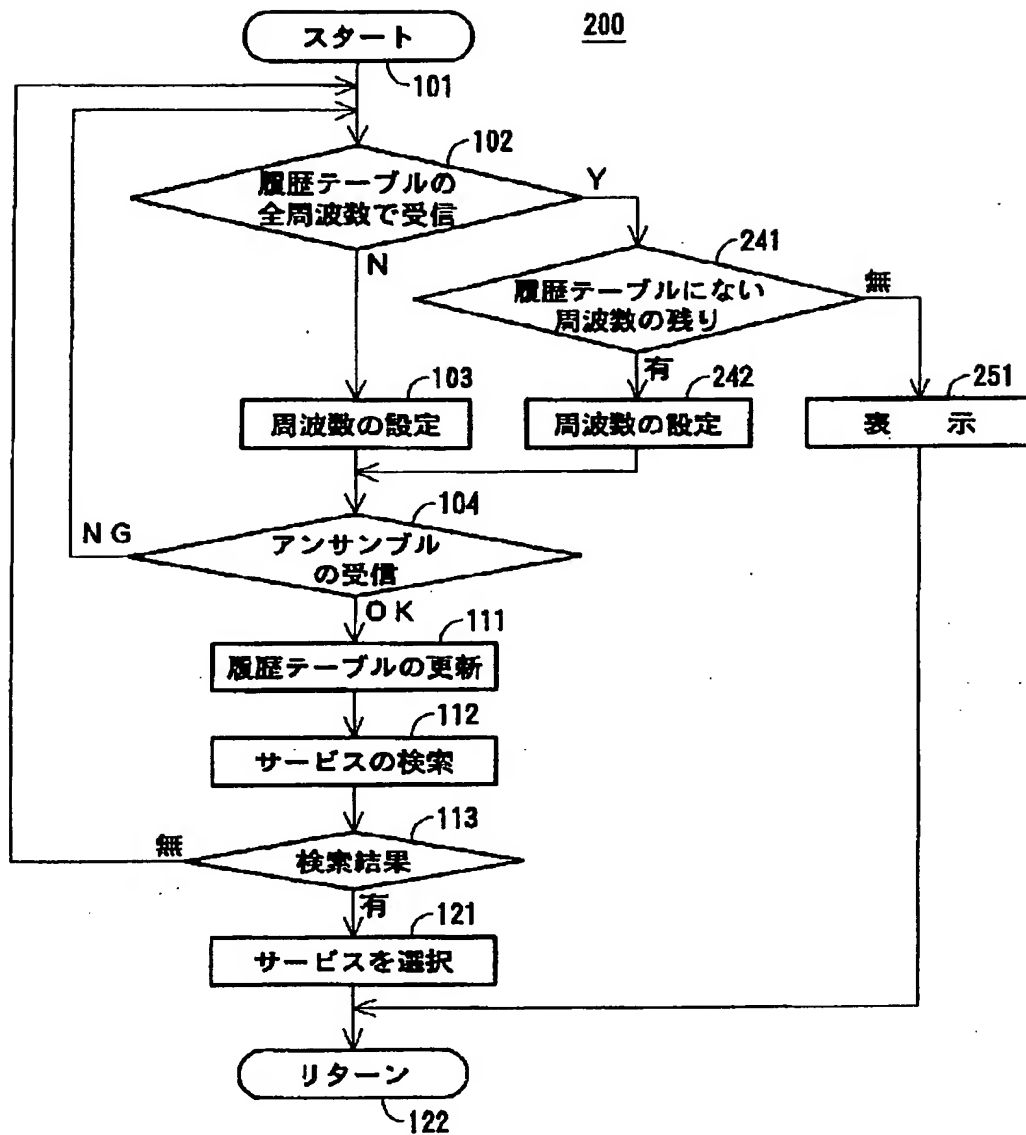 200
スタート
101
102
履歴テーブルの
全周波数で受信
Y
N
241
履歴テーブルにない
周波数の残り
無
有
103
周波数の設定
242
周波数の設定
251
表 示
104
アンサンブル
の受信
NG
OK
111
履歴テーブルの更新
112
サービスの検索
113
検索結果
無
有
121
サービスを選択
リターン
122